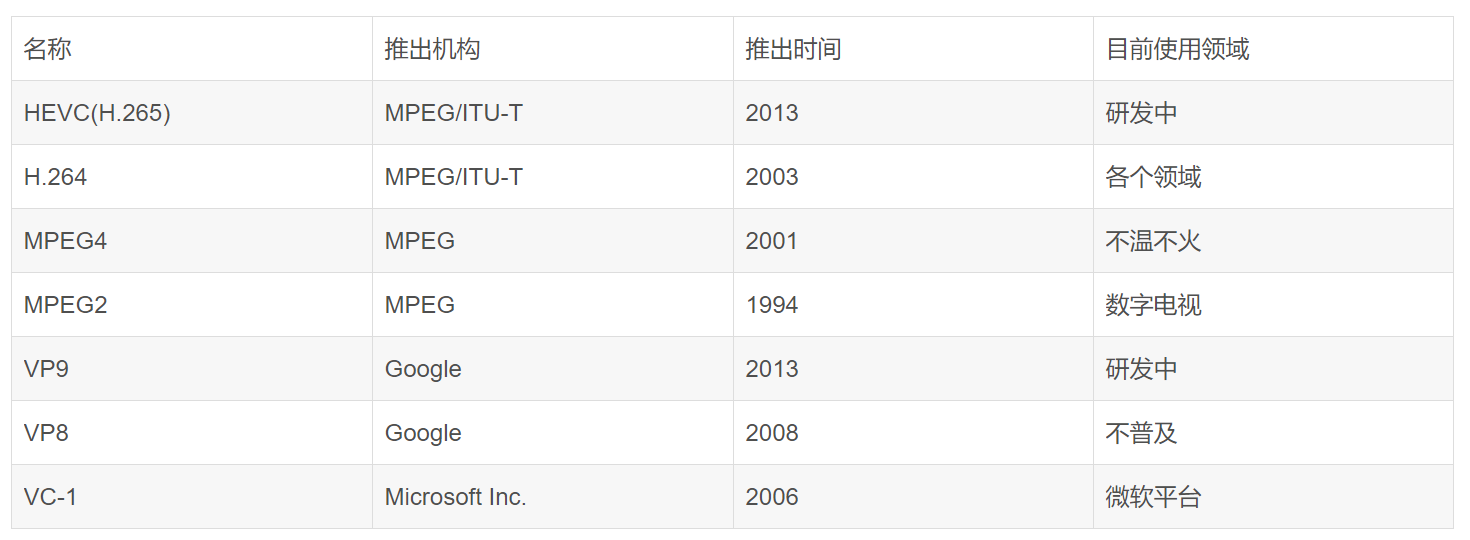 名称 推出机构 推出时间 目前使用领域
HEVC(H.265) MPEG/ITU-T 2013 研发中
H.264 MPEG/ITU-T 2003 各个领域
MPEG4 MPEG 2001 不温不火
MPEG2 MPEG 1994 数字电视
VP9 Google 2013 研发中
VP8 Google 2008 不普及
VC-1 Microsoft Inc. 2006 微软平台